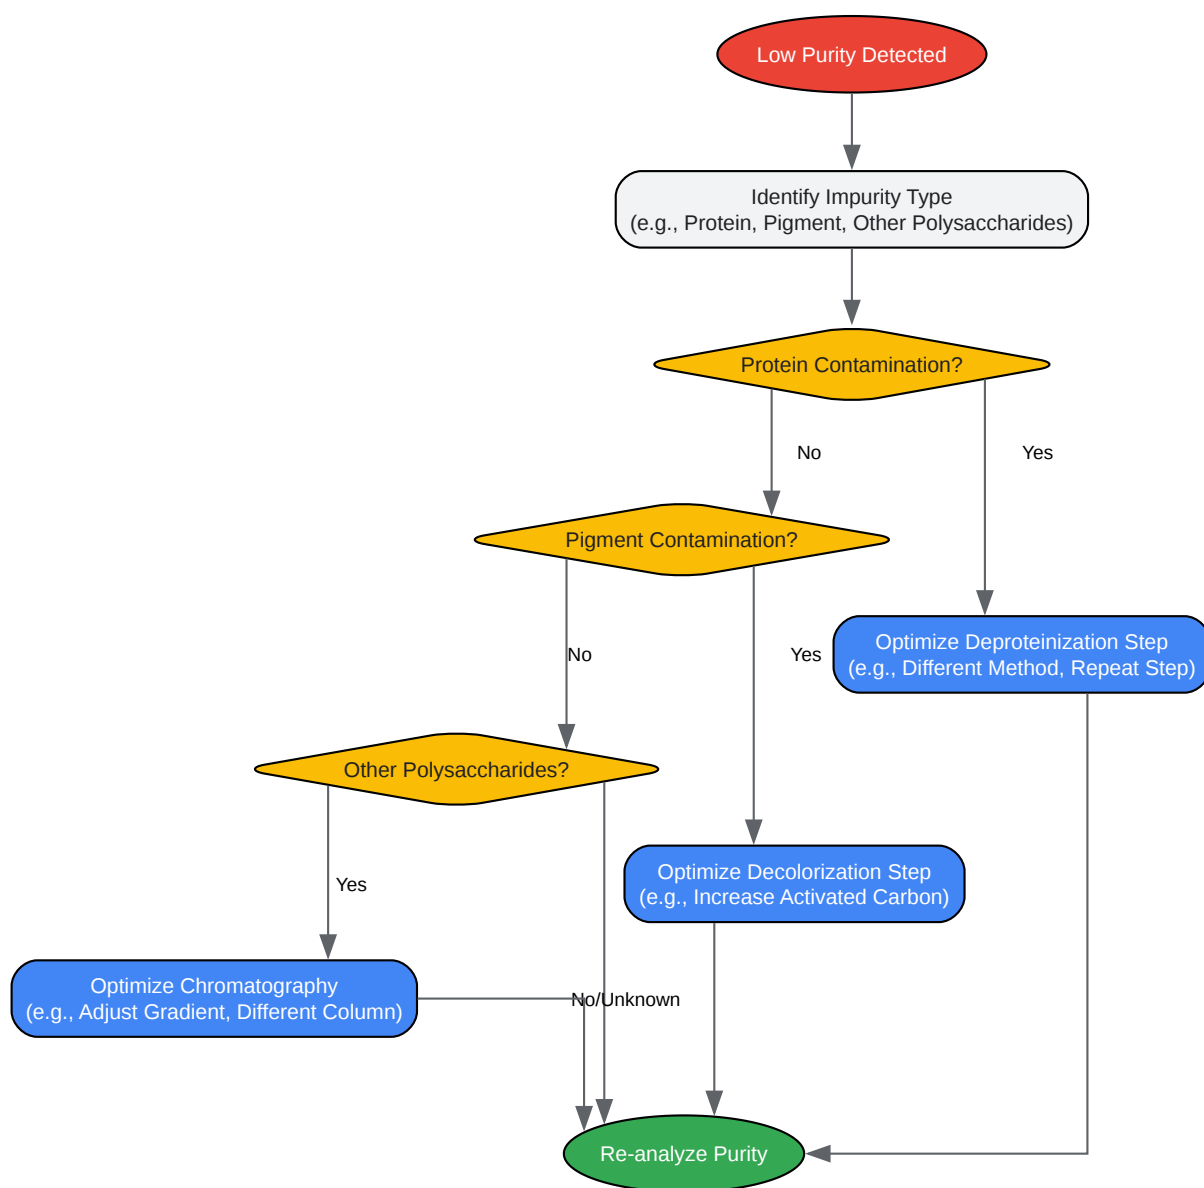 Low Purity Detected
Identify Impurity Type
(e.g., Protein, Pigment, Other Polysaccharides)
Protein Contamination?
No
Yes
Pigment Contamination?
No
Yes
Optimize Deproteinization Step
(e.g., Different Method, Repeat Step)
Other Polysaccharides?
Yes
Optimize Decolorization Step
(e.g., Increase Activated Carbon)
Optimize Chromatography
(e.g., Adjust Gradient, Different Column)
No/Unknown
Re-analyze Purity